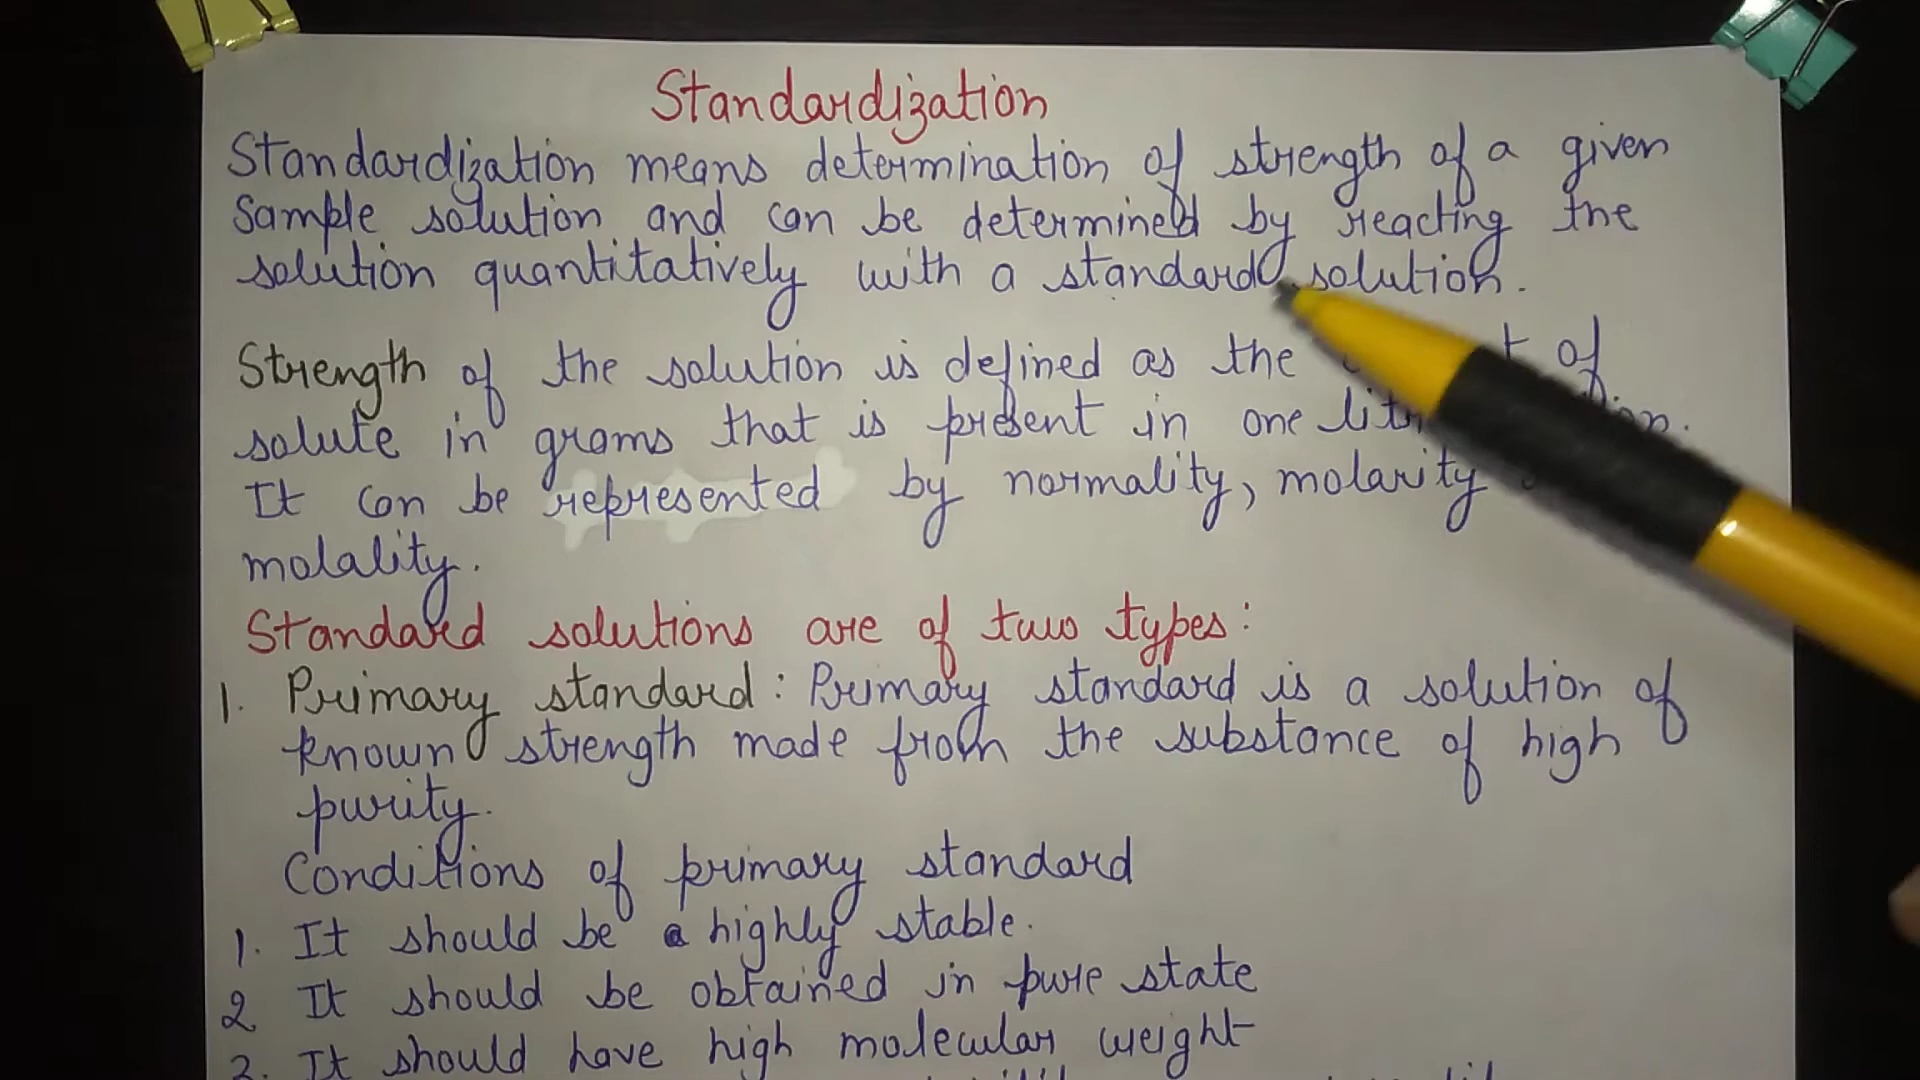 Standardization
Standardization means determination of strength of a given
Sample solution and can be determined by reacting the
solution quantitatively with a standard solution.
Strength of the solution is defined as the of
solute in grams that is present in one
It can be represented by normality, molarity
molality.
Standard solutions are of two types:
1. Primary standard: Primary standard is a solution of
known strength made from the substance of high
purity.
Conditions of primary standard
1. It should be a highly stable.
2 It should be obtained in pure state
3. It should have high molecular weight